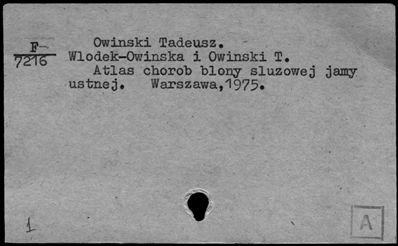 Owinski Tadeusz.
F
7216
Wlodek-Owinska i Owinski T.
Atlas chorob blony sluzowej jamy
ustnej. Warszawa,1975.
1
A